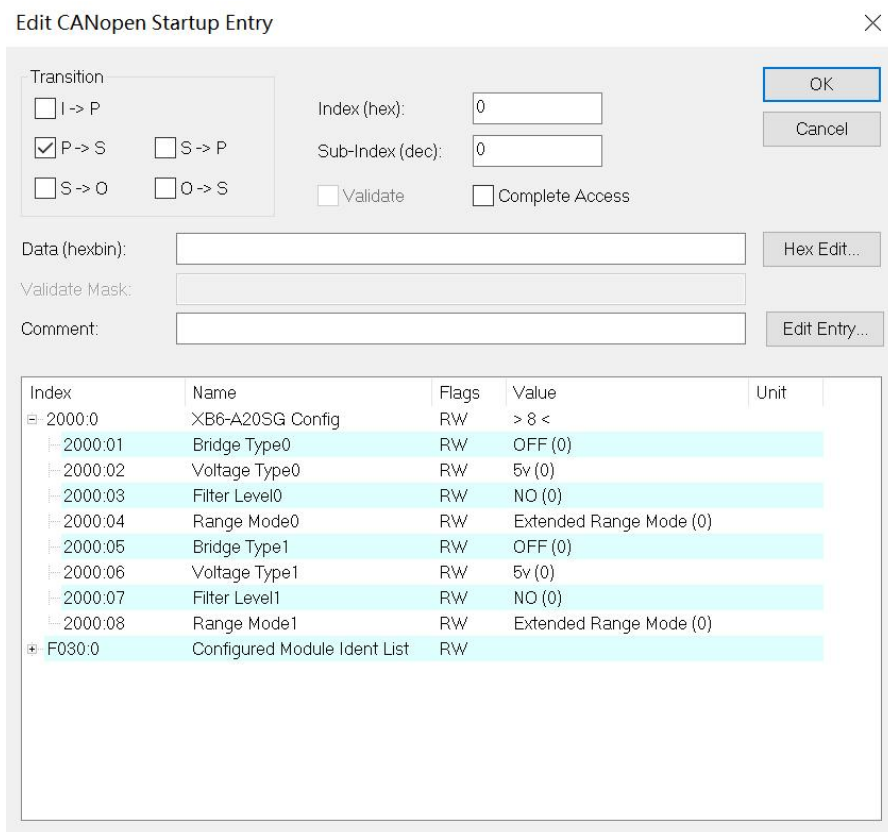 Edit CANopen Startup Entry
Transition
I -> P
P -> S
S -> P
S -> O
O -> S
Index (hex): 0
Sub-Index (dec): 0
Validate
Complete Access
OK
Cancel
Data (hexbin):
Hex Edit...
Validate Mask:
Comment:
Edit Entry...
Index Name Flags Value Unit
2000:0 XB6-A20SG Config RW > 8 <
2000:01 Bridge Type0 RW OFF (0)
2000:02 Voltage Type0 RW 5v (0)
2000:03 Filter Level0 RW NO (0)
2000:04 Range Mode0 RW Extended Range Mode (0)
2000:05 Bridge Type1 RW OFF (0)
2000:06 Voltage Type1 RW 5v (0)
2000:07 Filter Level1 RW NO (0)
2000:08 Range Mode1 RW Extended Range Mode (0)
F030:0 Configured Module Ident List RW